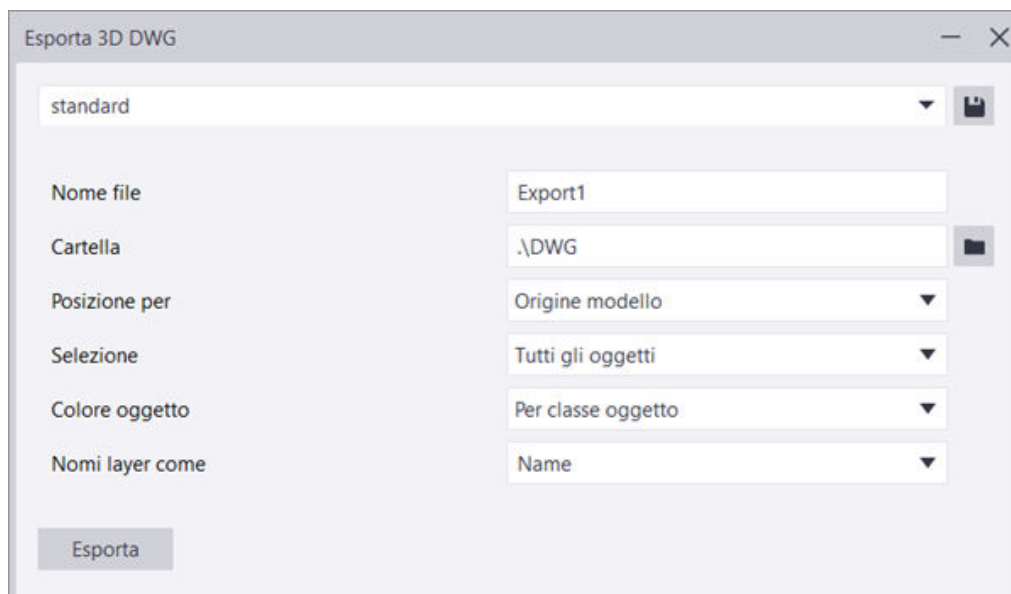 Esporta 3D DWG
standard
Nome file Export1
Cartella .\DWG
Posizione per Origine modello
Selezione Tutti gli oggetti
Colore oggetto Per classe oggetto
Nomi layer come Name
Esporta